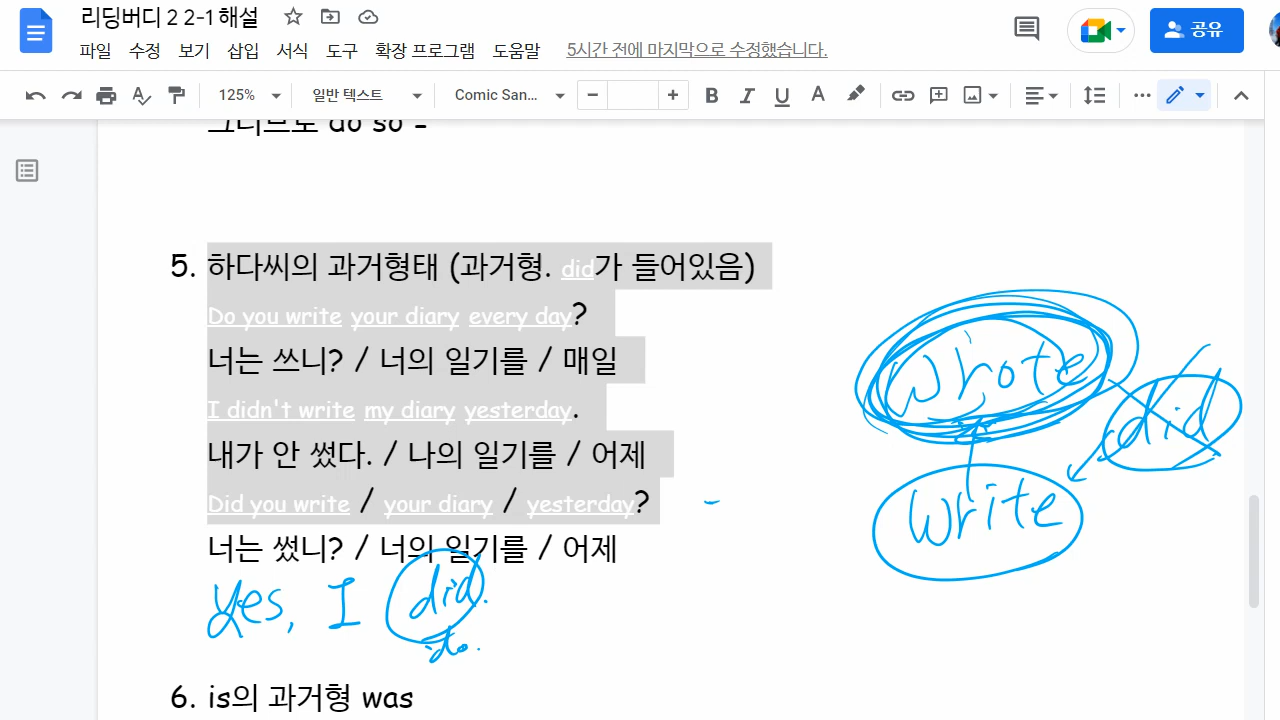 리딩버디 2 2-1 해설
파일 수정 보기 삽입 서식 도구 확장 프로그램 도움말 5시간 전에 마지막으로 수정했습니다.
공유
125% 일반 텍스트 Comic San...
그러므로 do so =
5. 하다씨의 과거형태 (과거형. did가 들어있음)
Do you write your diary every day?
너는 쓰니? / 너의 일기를 / 매일
I didn't write my diary yesterday.
내가 안 썼다. / 나의 일기를 / 어제
Did you write / your diary / yesterday?
너는 썼니? / 너의 일기를 / 어제
Yes, I did.
do.
Wrote
did
Write
6. is의 과거형 was